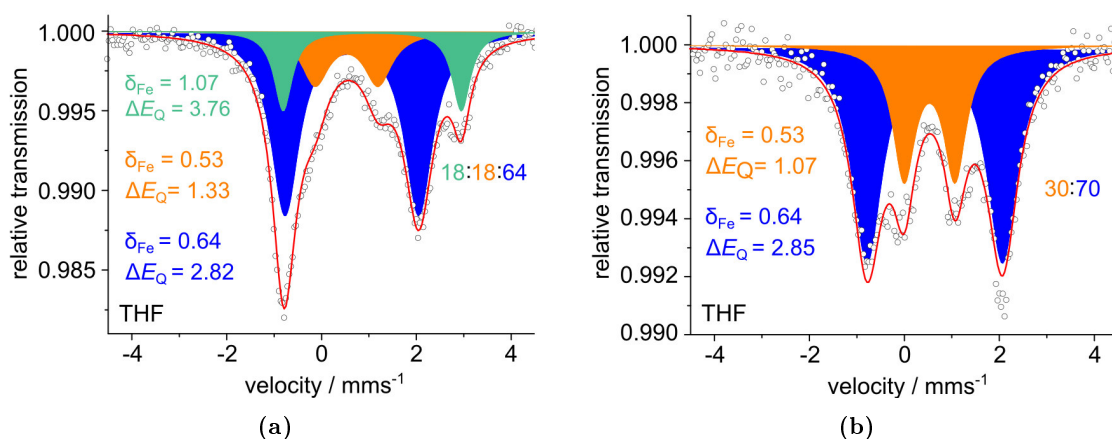 1.000
0.995
0.990
0.985
relative transmission
δFe = 1.07
ΔEQ = 3.76
δFe = 0.53
ΔEQ = 1.33
δFe = 0.64
ΔEQ = 2.82
18:18:64
THF
-4 -2 0 2 4
velocity / mms-1
(a)
1.000
0.998
0.996
0.994
0.992
0.990
relative transmission
δFe = 0.53
ΔEQ = 1.07
δFe = 0.64
ΔEQ = 2.85
30:70
THF
-4 -2 0 2 4
velocity / mms-1
(b)